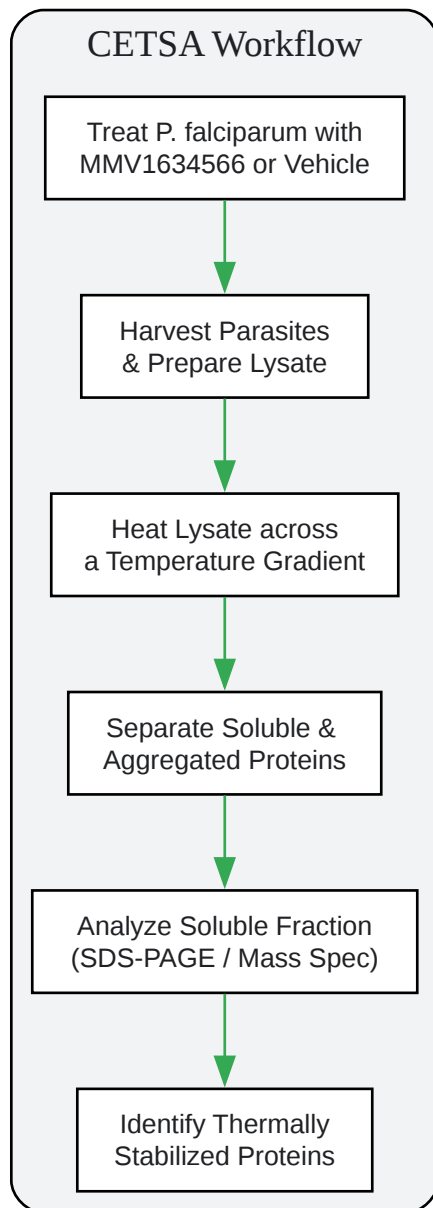 CETSA Workflow
Treat P. falciparum with
MMV1634566 or Vehicle
Harvest Parasites
& Prepare Lysate
Heat Lysate across
a Temperature Gradient
Separate Soluble &
Aggregated Proteins
Analyze Soluble Fraction
(SDS-PAGE / Mass Spec)
Identify Thermally
Stabilized Proteins